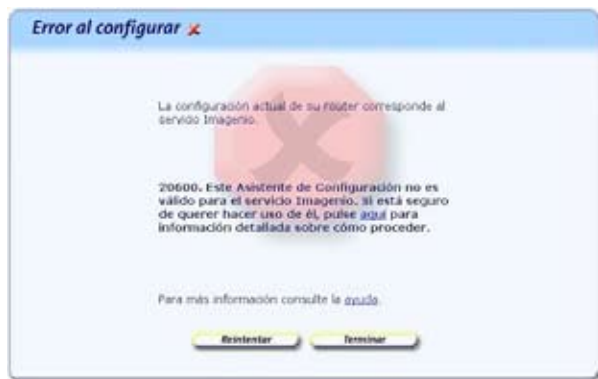 Error al configurar
La configuración actual de su router corresponde al
servicio Imagenio.
20600. Este Asistente de Configuración no es
válido para el servicio Imagenio. Si está seguro
de querer hacer uso de él, pulse aquí para
información detallada sobre cómo proceder.
Para más información consulte la ayuda.
Reintentar Terminar